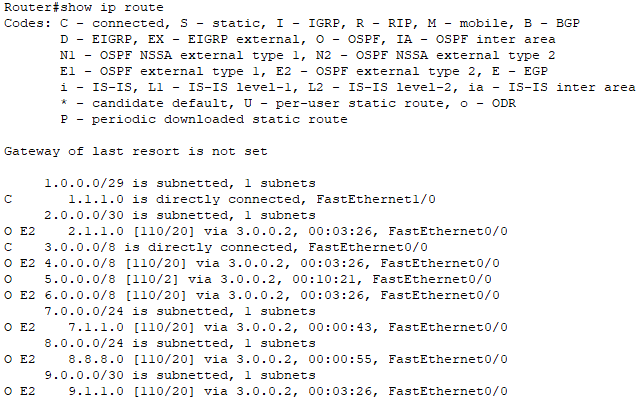 Router#show ip route
Codes: C - connected, S - static, I - IGRP, R - RIP, M - mobile, B - BGP
D - EIGRP, EX - EIGRP external, O - OSPF, IA - OSPF inter area
N1 - OSPF NSSA external type 1, N2 - OSPF NSSA external type 2
E1 - OSPF external type 1, E2 - OSPF external type 2, E - EGP
i - IS-IS, L1 - IS-IS level-1, L2 - IS-IS level-2, ia - IS-IS inter area
* - candidate default, U - per-user static route, o - ODR
P - periodic downloaded static route
Gateway of last resort is not set
1.0.0.0/29 is subnetted, 1 subnets
C 1.1.1.0 is directly connected, FastEthernet1/0
2.0.0.0/30 is subnetted, 1 subnets
O E2 2.1.1.0 [110/20] via 3.0.0.2, 00:03:26, FastEthernet0/0
C 3.0.0.0/8 is directly connected, FastEthernet0/0
O E2 4.0.0.0/8 [110/20] via 3.0.0.2, 00:03:26, FastEthernet0/0
O 5.0.0.0/8 [110/2] via 3.0.0.2, 00:10:21, FastEthernet0/0
O E2 6.0.0.0/8 [110/20] via 3.0.0.2, 00:03:26, FastEthernet0/0
7.0.0.0/24 is subnetted, 1 subnets
O E2 7.1.1.0 [110/20] via 3.0.0.2, 00:00:43, FastEthernet0/0
8.0.0.0/24 is subnetted, 1 subnets
O E2 8.8.8.0 [110/20] via 3.0.0.2, 00:00:55, FastEthernet0/0
9.0.0.0/30 is subnetted, 1 subnets
O E2 9.1.1.0 [110/20] via 3.0.0.2, 00:03:26, FastEthernet0/0